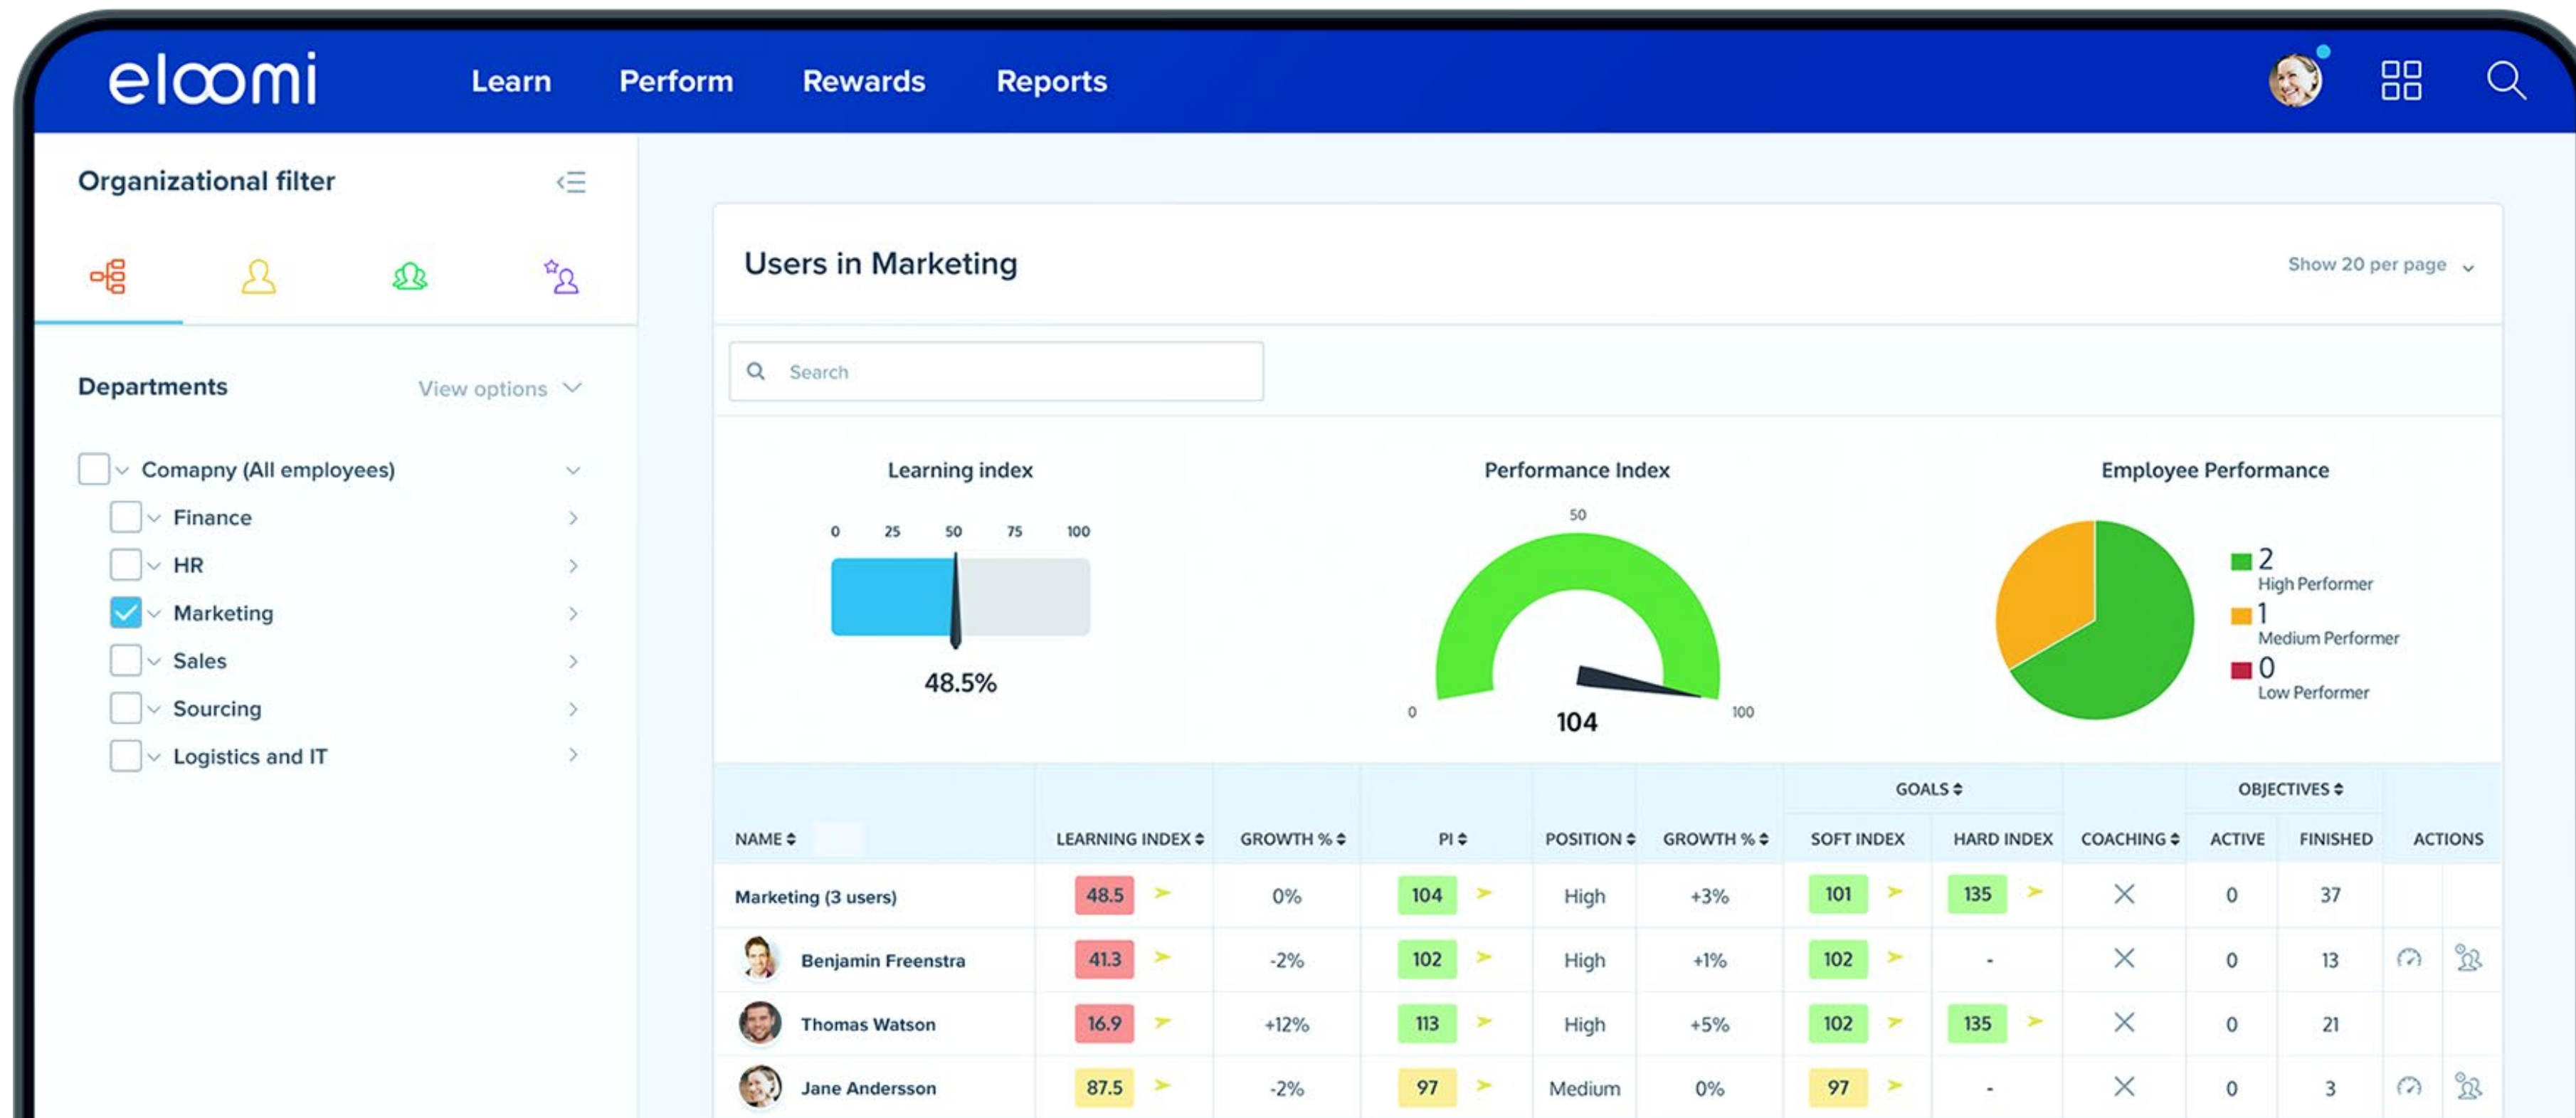 eloomi
Learn Perform Rewards Reports
Organizational filter
Departments View options
Comapny (All employees)
Finance
HR
Marketing
Sales
Sourcing
Logistics and IT
Users in Marketing
Show 20 per page
Search
Learning index
0 25 50 75 100
48.5%
Performance Index
50
0 100
104
Employee Performance
2
High Performer
1
Medium Performer
0
Low Performer
GOALS OBJECTIVES
NAME LEARNING INDEX GROWTH % PI POSITION GROWTH % SOFT INDEX HARD INDEX COACHING ACTIVE FINISHED ACTIONS
Marketing (3 users) 48.5 0% 104 High +3% 101 135 0 37
Benjamin Freenstra 41.3 -2% 102 High +1% 102 - 0 13
Thomas Watson 16.9 +12% 113 High +5% 102 135 0 21
Jane Andersson 87.5 -2% 97 Medium 0% 97 - 0 3